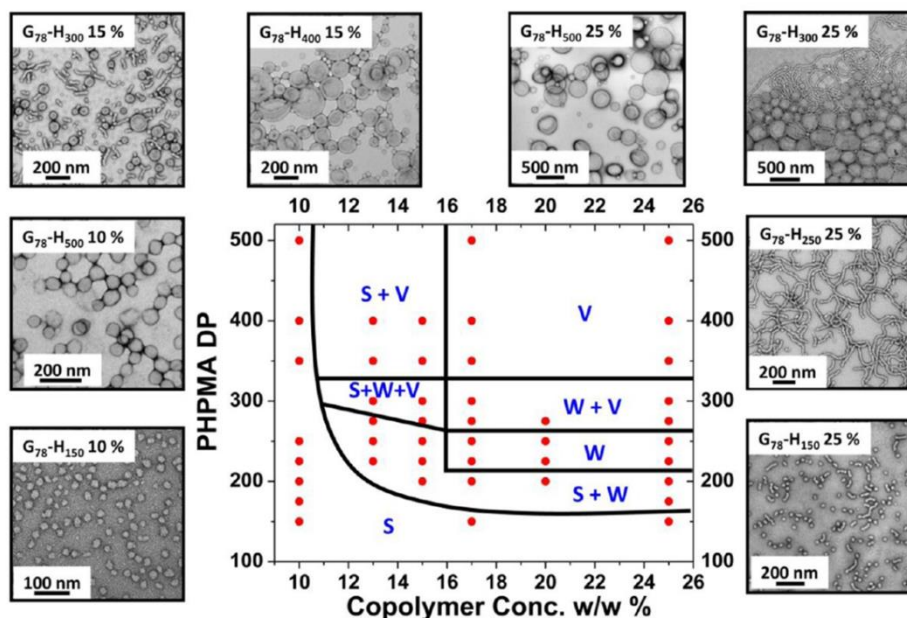 G78-H300 15 %
200 nm
G78-H400 15 %
200 nm
G78-H500 25 %
500 nm
G78-H300 25 %
500 nm
G78-H500 10 %
200 nm
G78-H150 10 %
100 nm
10 12 14 16 18 20 22 24 26
500
400
300
200
100
PHPMA DP
S + V
V
S+W+V
W + V
W
S + W
S
500
400
300
200
100
10 12 14 16 18 20 22 24 26
Copolymer Conc. w/w %
G78-H250 25 %
200 nm
G78-H150 25 %
200 nm